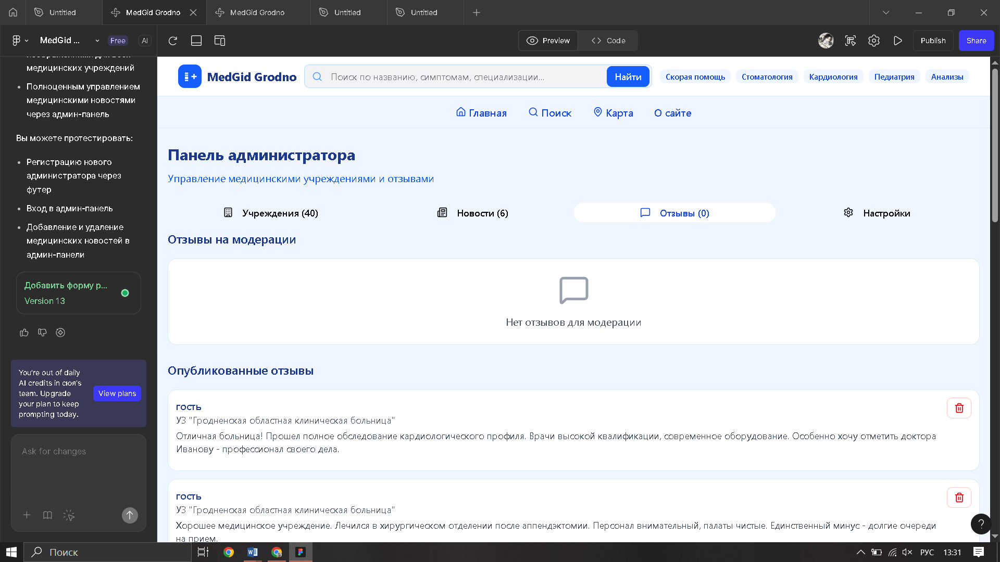 Untitled
MedGid Grodno
MedGid Grodno
Untitled
Untitled
MedGid ...
Free
AI
Preview
Code
Publish
Share
медицинских учреждений
Полноценным управлением
медицинскими новостями
через админ-панель
Вы можете протестировать:
Регистрацию нового
администратора через
футер
Вход в админ-панель
Добавление и удаление
медицинских новостей в
админ-панели
Добавить форму р...
Version 13
You're out of daily
AI credits in сюя's
team. Upgrade
your plan to keep
prompting today.
View plans
Ask for changes
MedGid Grodno
Поиск по названию, симптомам, специализации...
Найти
Скорая помощь
Стоматология
Кардиология
Педиатрия
Анализы
Главная
Поиск
Карта
О сайте
Панель администратора
Управление медицинскими учреждениями и отзывами
Учреждения (40)
Новости (6)
Отзывы (0)
Настройки
Отзывы на модерации
Нет отзывов для модерации
Опубликованные отзывы
гость
УЗ "Гродненская областная клиническая больница"
Отличная больница! Прошел полное обследование кардиологического профиля. Врачи высокой квалификации, современное оборудование. Особенно хочу отметить доктора
Иванову - профессионал своего дела.
гость
УЗ "Гродненская областная клиническая больница"
Хорошее медицинское учреждение. Лечился в хирургическом отделении после аппендэктомии. Персонал внимательный, палаты чистые. Единственный минус - долгие очереди
на прием.
?
Поиск
РУС
13:31